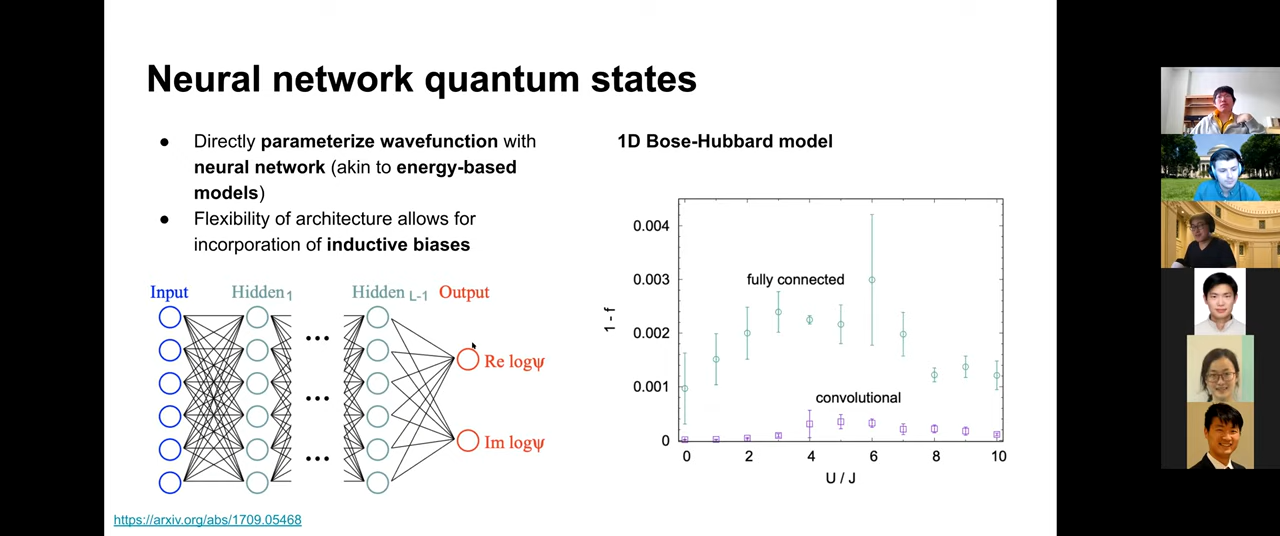 Neural network quantum states
● Directly parameterize wavefunction with
neural network (akin to energy-based
models)
● Flexibility of architecture allows for
incorporation of inductive biases
Input Hidden 1 Hidden L-1 Output
... 
...
...
Re logψ
Im logψ
https://arxiv.org/abs/1709.05468
1D Bose-Hubbard model
0.004
0.003
0.002
0.001
0
1 - f
fully connected
convolutional
0 2 4 6 8 10
U / J